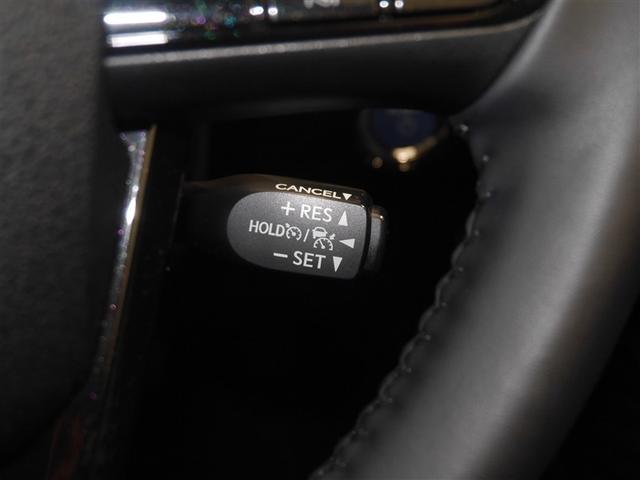 CANCEL▼
+ RES ▲
HOLD / ◀
− SET ▼